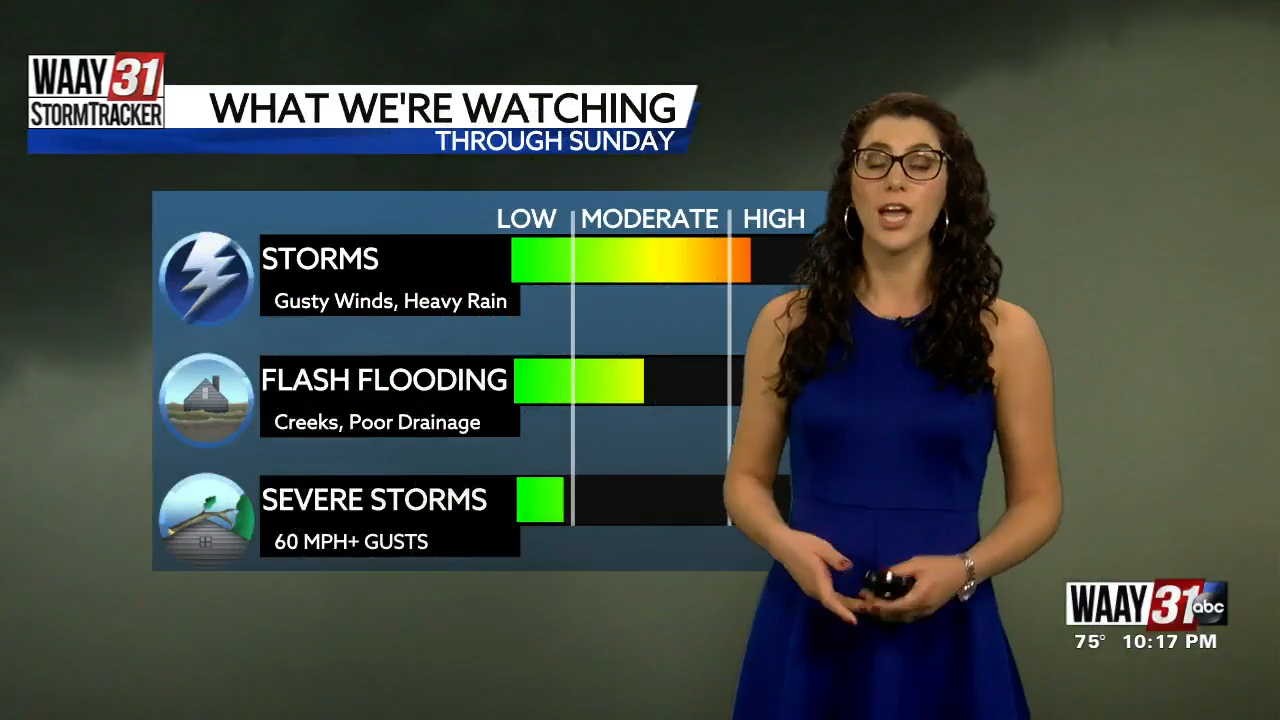 WAAY 31
STORMTRACKER
WHAT WE'RE WATCHING
THROUGH SUNDAY
LOW MODERATE HIGH
STORMS
Gusty Winds, Heavy Rain
FLASH FLOODING
Creeks, Poor Drainage
SEVERE STORMS
60 MPH+ GUSTS
WAAY 31 abc
75° 10:17 PM